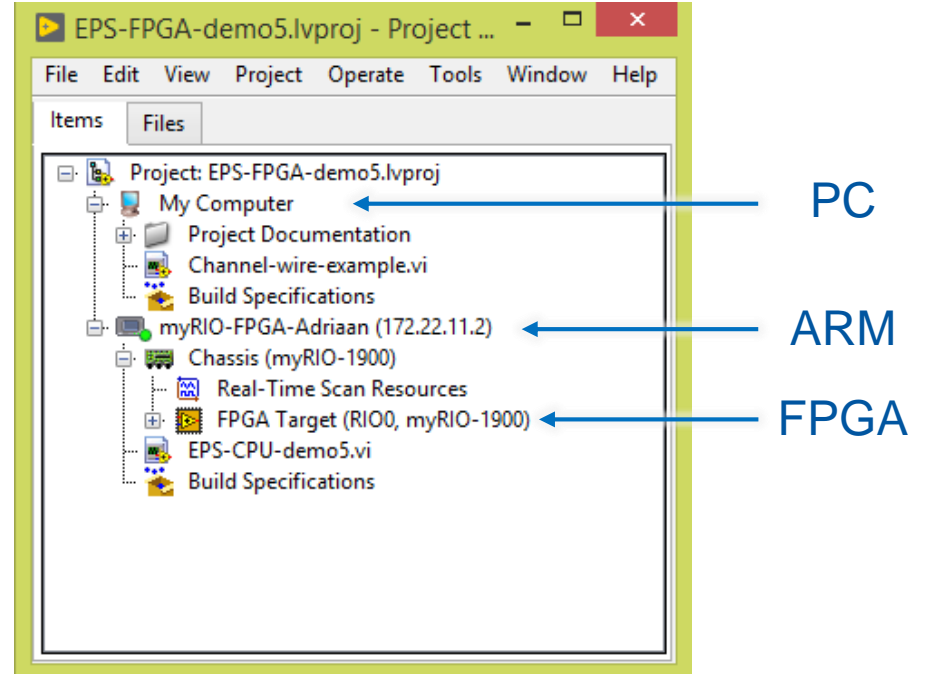 EPS-FPGA-demo5.lvproj - Project ...
File Edit View Project Operate Tools Window Help
Items Files
Project: EPS-FPGA-demo5.lvproj
My Computer
PC
Project Documentation
Channel-wire-example.vi
Build Specifications
myRIO-FPGA-Adriaan (172.22.11.2)
ARM
Chassis (myRIO-1900)
Real-Time Scan Resources
FPGA Target (RIO0, myRIO-1900)
FPGA
EPS-CPU-demo5.vi
Build Specifications